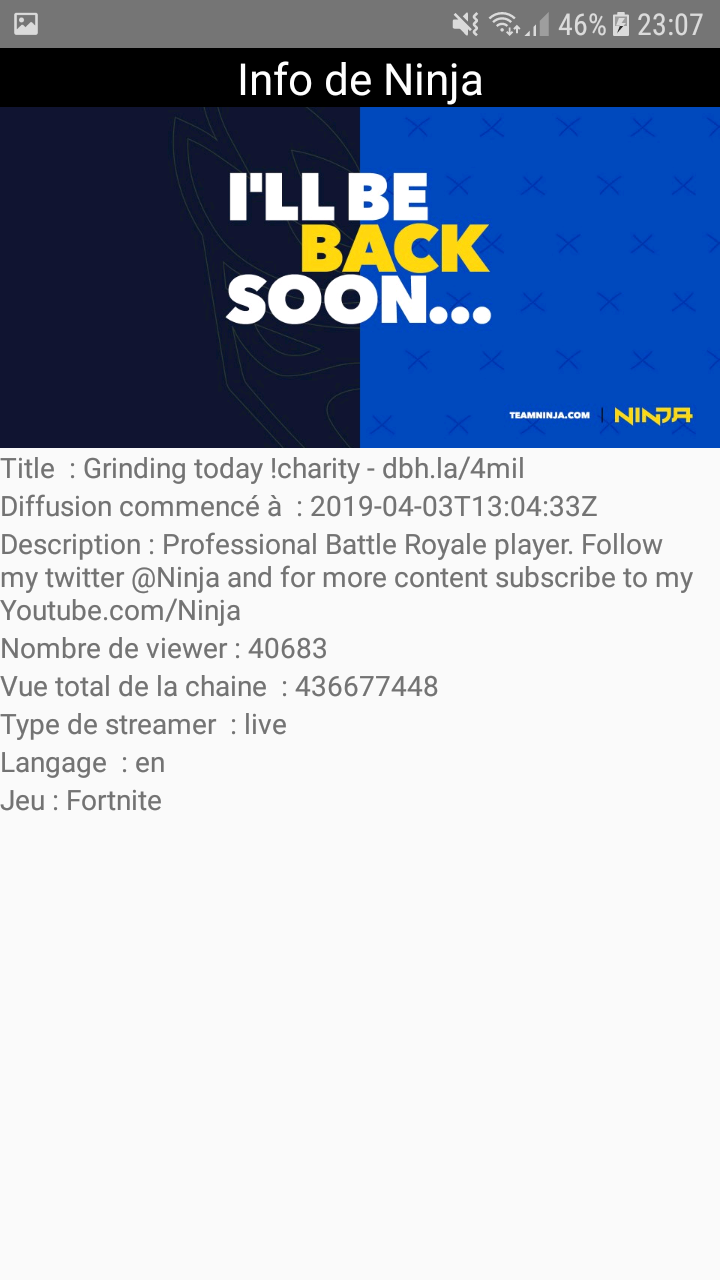 46% 23:07
Info de Ninja
I'LL BE
BACK
SOON...
TEAMNINJA.COM | NINJA
Title  : Grinding today !charity - dbh.la/4mil
Diffusion commencé à  : 2019-04-03T13:04:33Z
Description : Professional Battle Royale player. Follow
my twitter @Ninja and for more content subscribe to my
Youtube.com/Ninja
Nombre de viewer : 40683
Vue total de la chaine  : 436677448
Type de streamer  : live
Langage  : en
Jeu : Fortnite